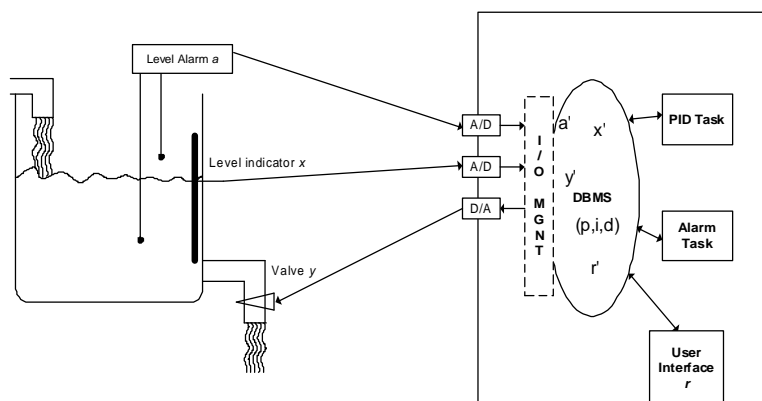 Level Alarm a
A/D
I/O MGNT
a'
x'
PID Task
Level indicator x
A/D
y'
DBMS
D/A
(p,i,d)
Alarm
Task
Valve y
r'
User
Interface
r